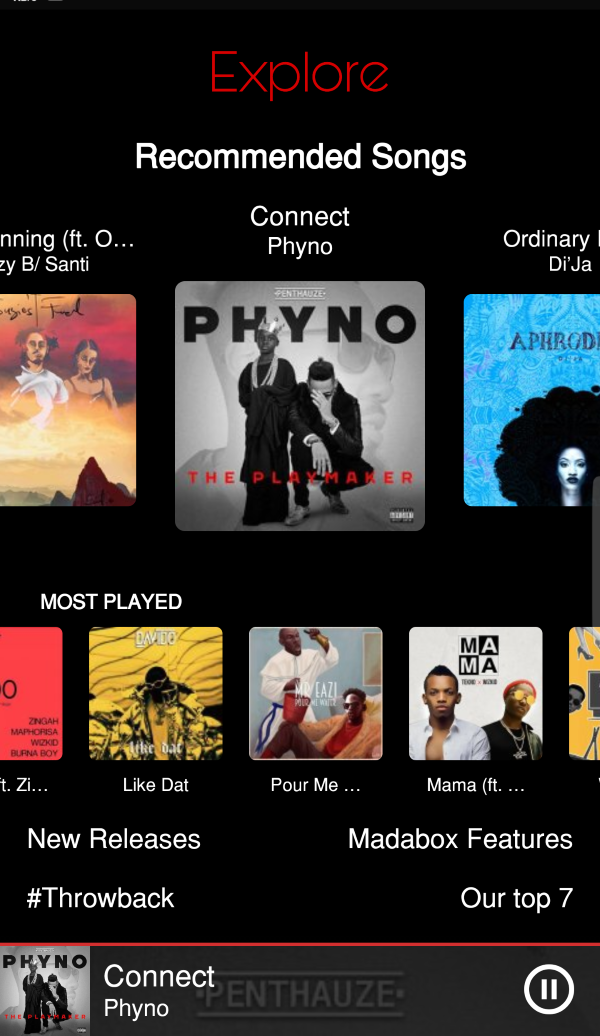 Explore
Recommended Songs
Connect
Phyno
nning (ft. O…
zy B/ Santi
Ordinary
Di'Ja
PENTHAUZE
PHYNO
THE PLAYMAKER
APHRODI
MOST PLAYED
DO
ZINGAH
MAPHORISA
WIZKID
BURNA BOY
DAVIDO
like dat
MR EAZI
POUR ME WATER
MA
MA
TEKNO x WIZKID
ft. Zi…
Like Dat
Pour Me …
Mama (ft. …
New Releases
Madabox Features
#Throwback
Our top 7
PHYNO
THE PLAYMAKER
Connect
Phyno
PENTHAUZE